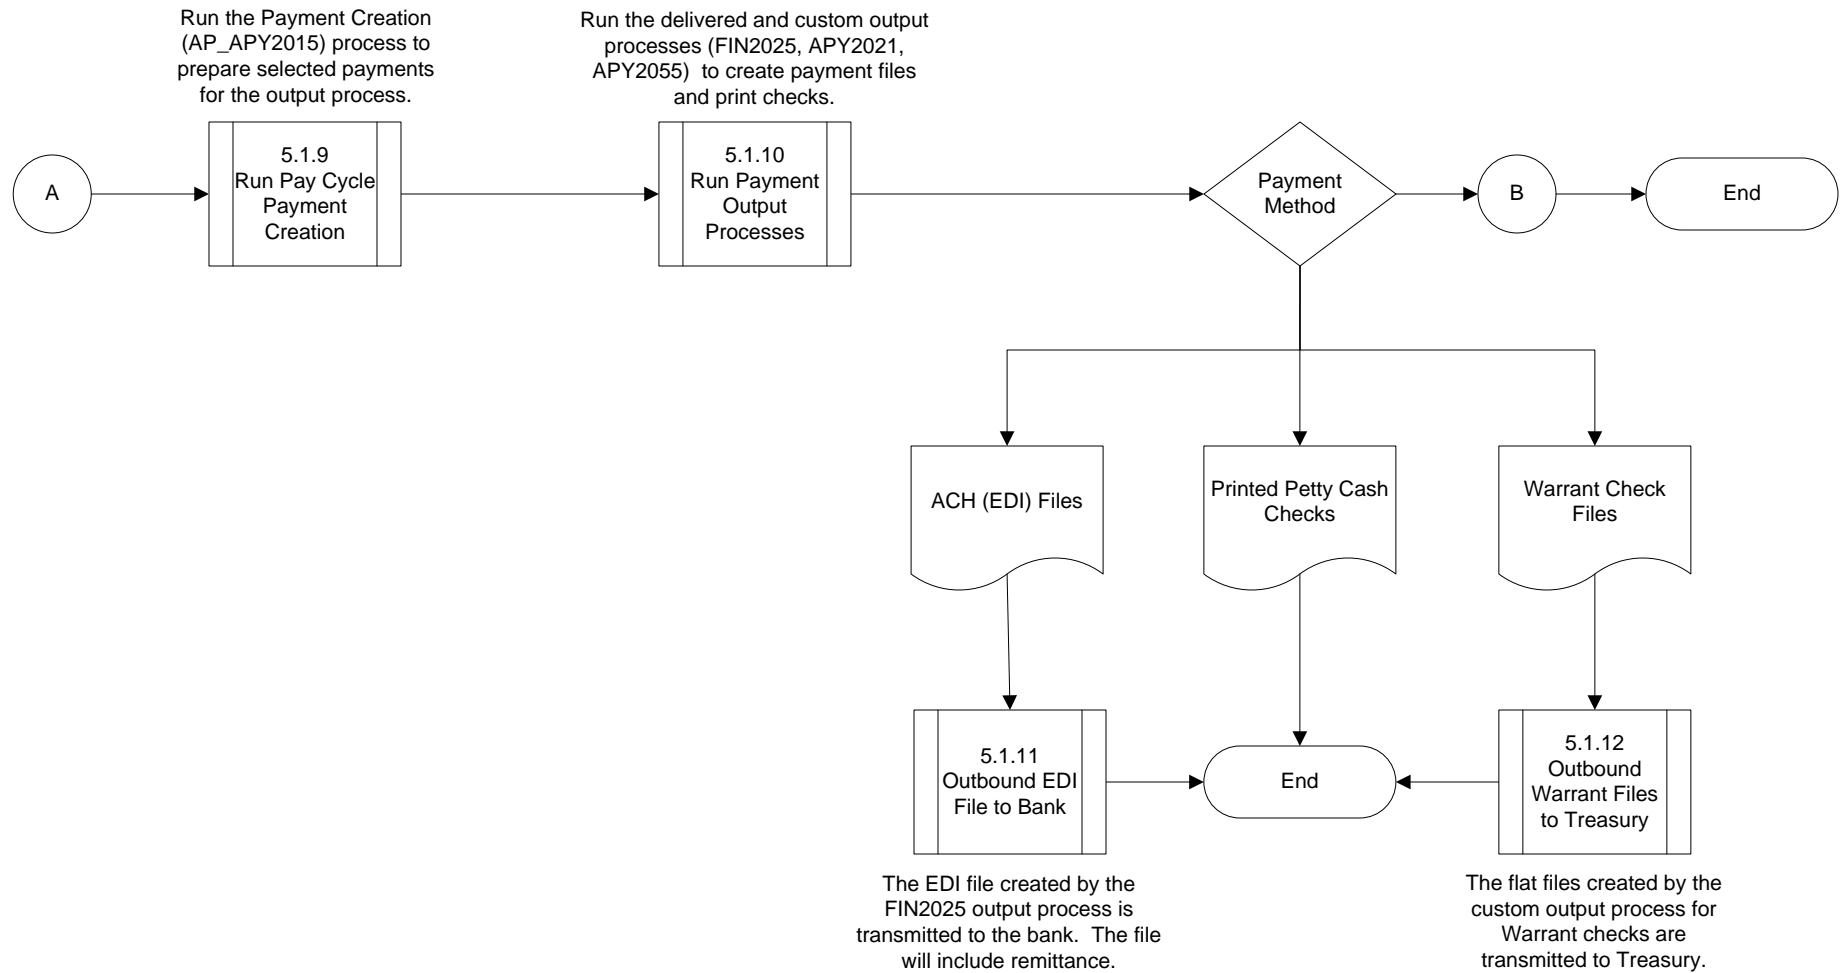 Run the Payment Creation
(AP_APY2015) process to
prepare selected payments
for the output process.
Run the delivered and custom output
processes (FIN2025, APY2021,
APY2055)  to create payment files
and print checks.
A
5.1.9
Run Pay Cycle
Payment
Creation
5.1.10
Run Payment
Output
Processes
Payment
Method
B
End
ACH (EDI) Files
Printed Petty Cash
Checks
Warrant Check
Files
5.1.11
Outbound EDI
File to Bank
End
5.1.12
Outbound
Warrant Files
to Treasury
The EDI file created by the
FIN2025 output process is
transmitted to the bank.  The file
will include remittance.
The flat files created by the
custom output process for
Warrant checks are
transmitted to Treasury.